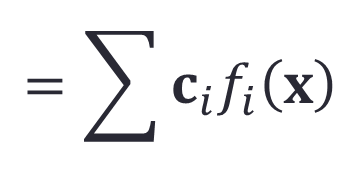 = ∑ 𝐜ᵢ𝑓ᵢ(𝐱)